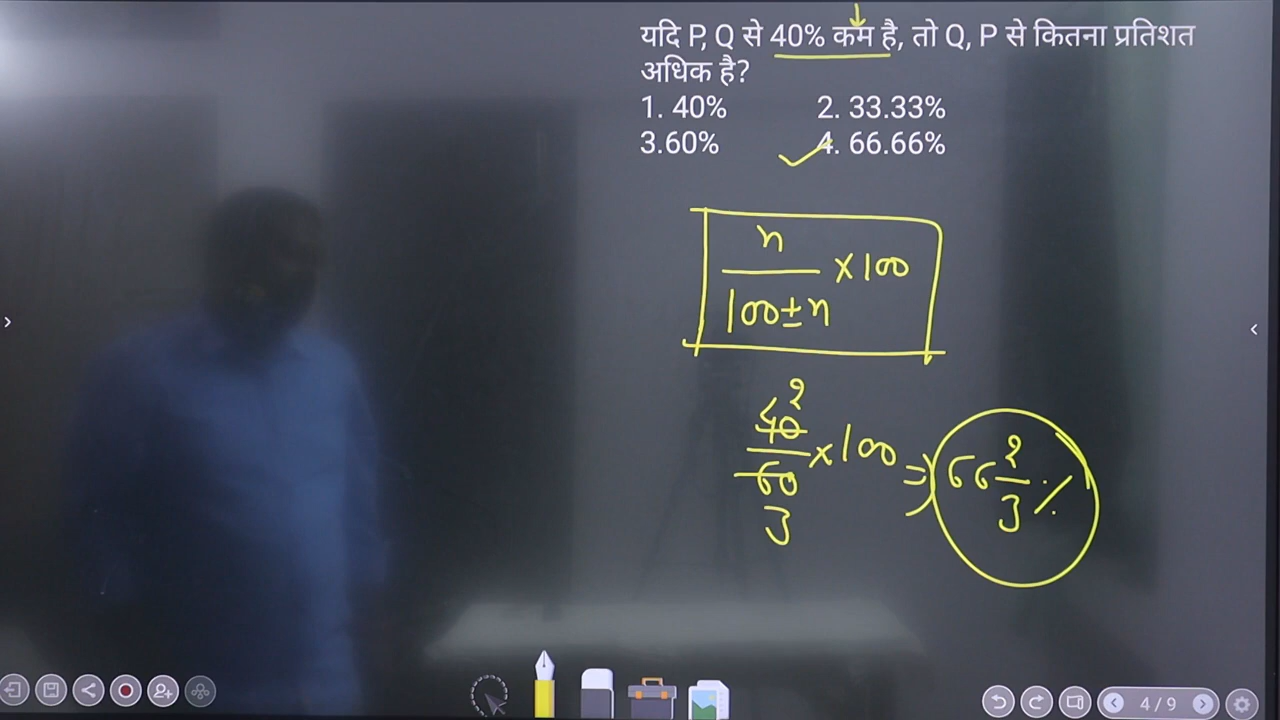 यदि P, Q से 40% कम है, तो Q, P से कितना प्रतिशत
अधिक है?
1. 40% 2. 33.33%
3.60% 4. 66.66%
n
100±n
×100
40 2
60
3
×100 ⇒ 66 2/3 %
4 / 9